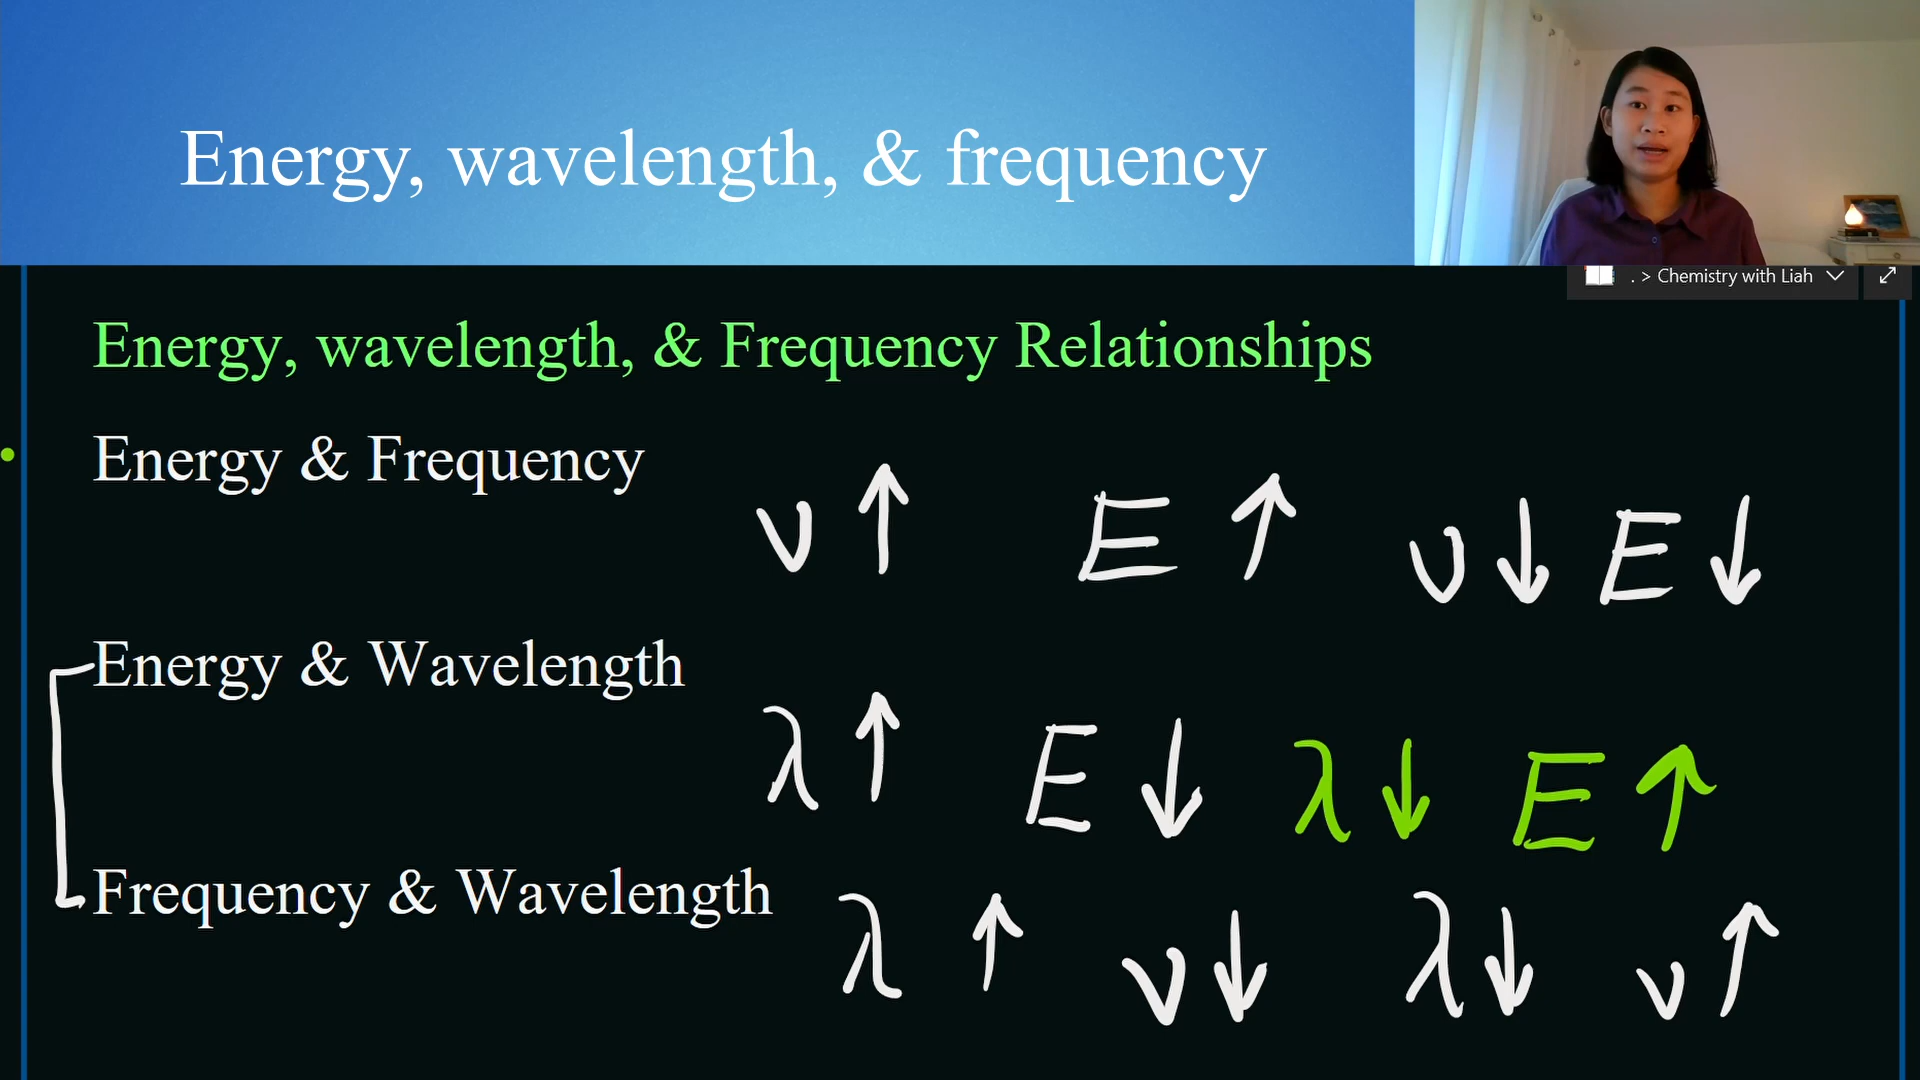 Energy, wavelength, & frequency
. > Chemistry with Liah
Energy, wavelength, & Frequency Relationships
Energy & Frequency
ν ↑ E ↑ ν ↓ E ↓
Energy & Wavelength
λ ↑ E ↓ λ ↓ E ↑
Frequency & Wavelength
λ ↑ ν ↓ λ ↓ ν ↑